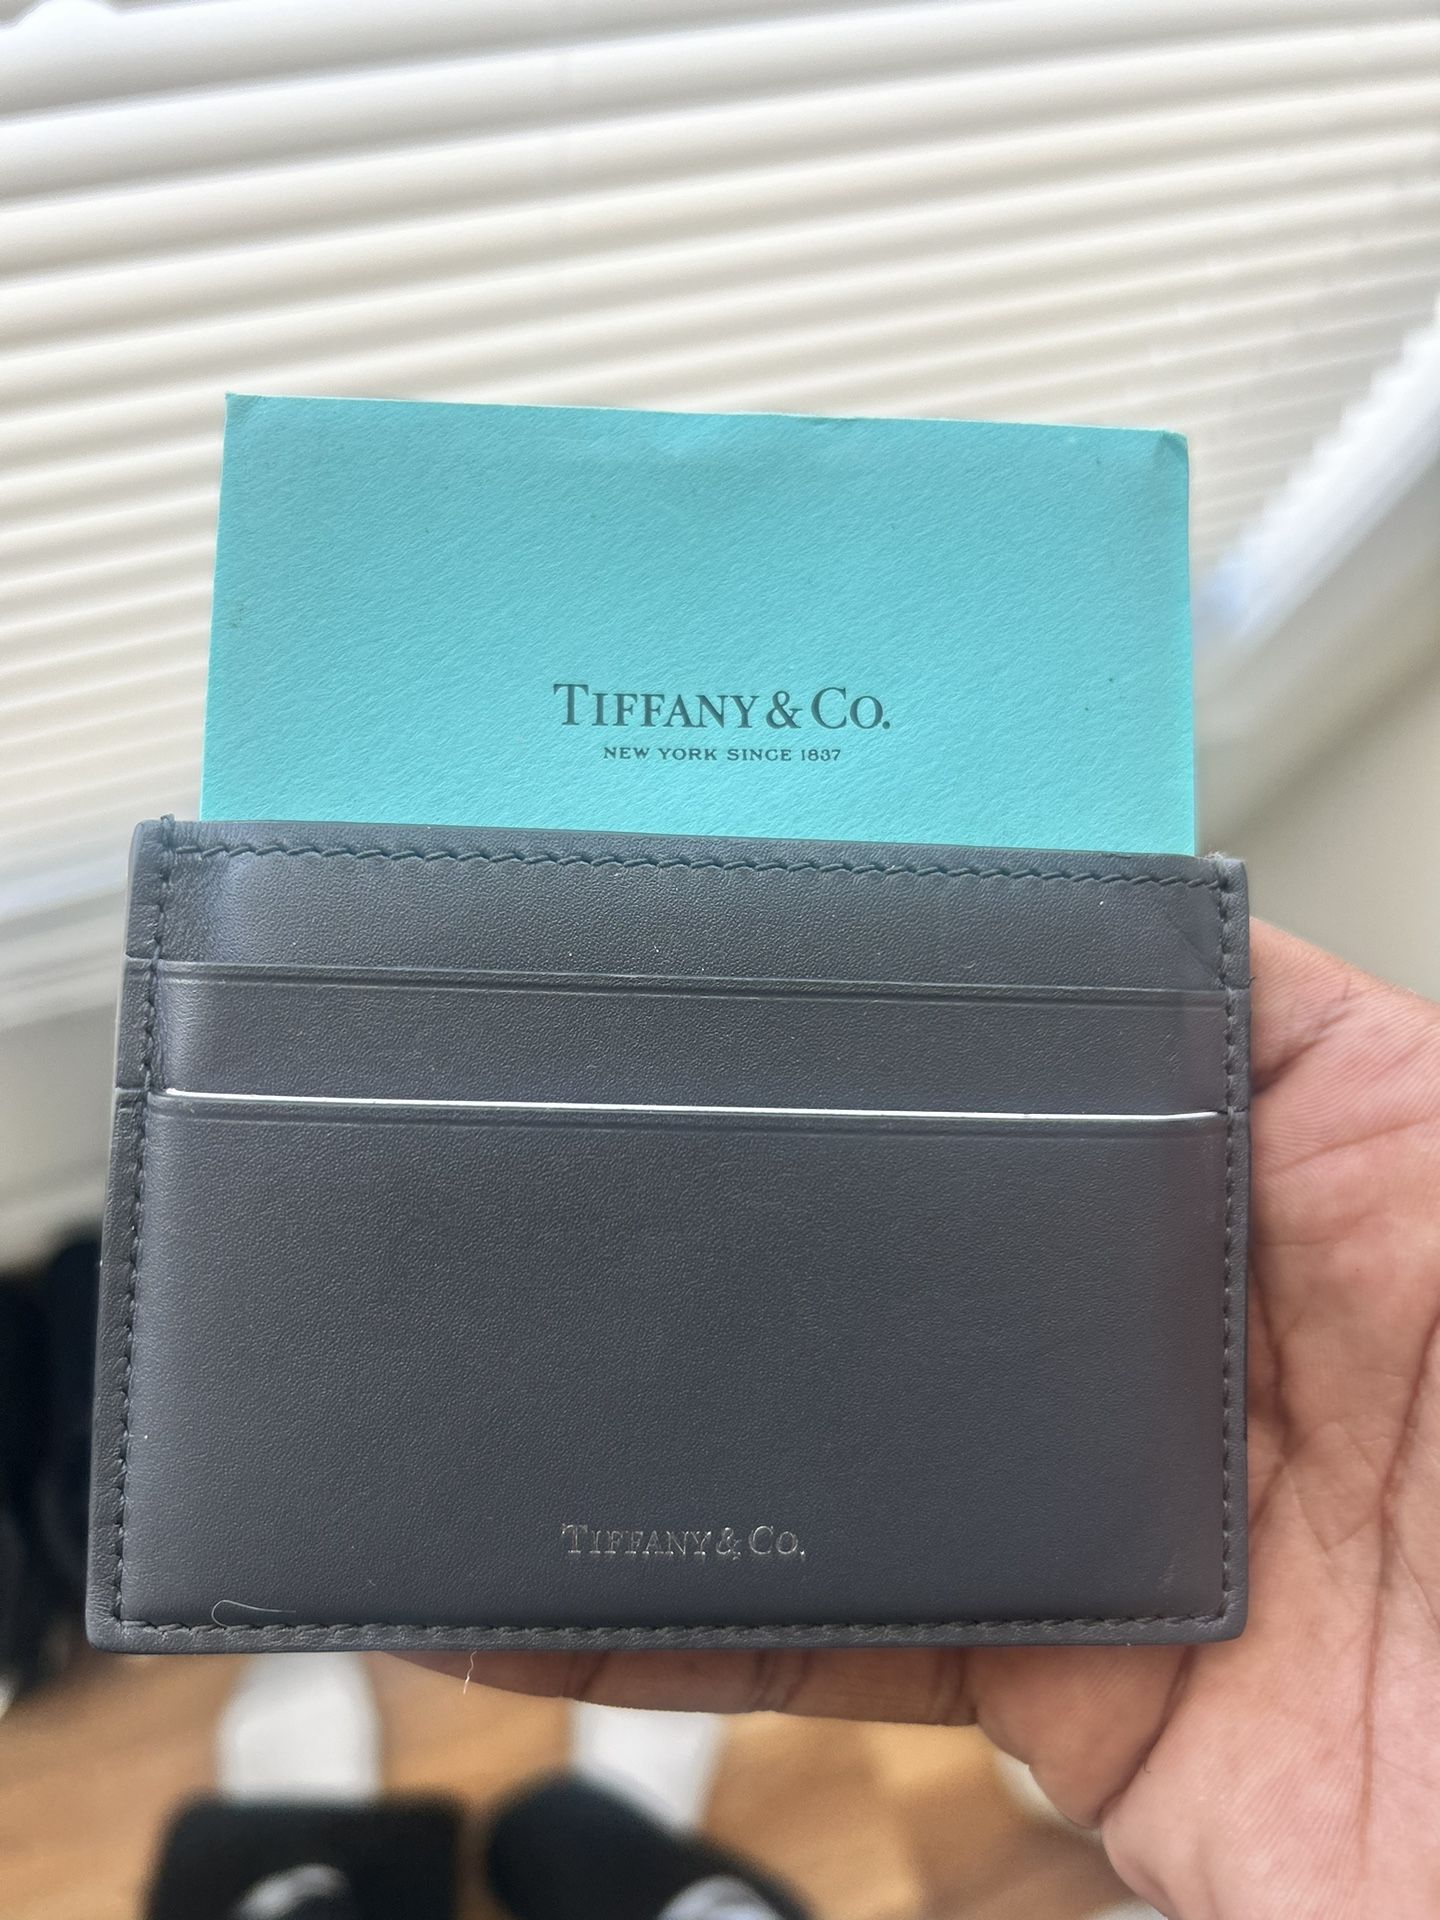 TIFFANY & CO.
NEW YORK SINCE 1837
TIFFANY & CO.